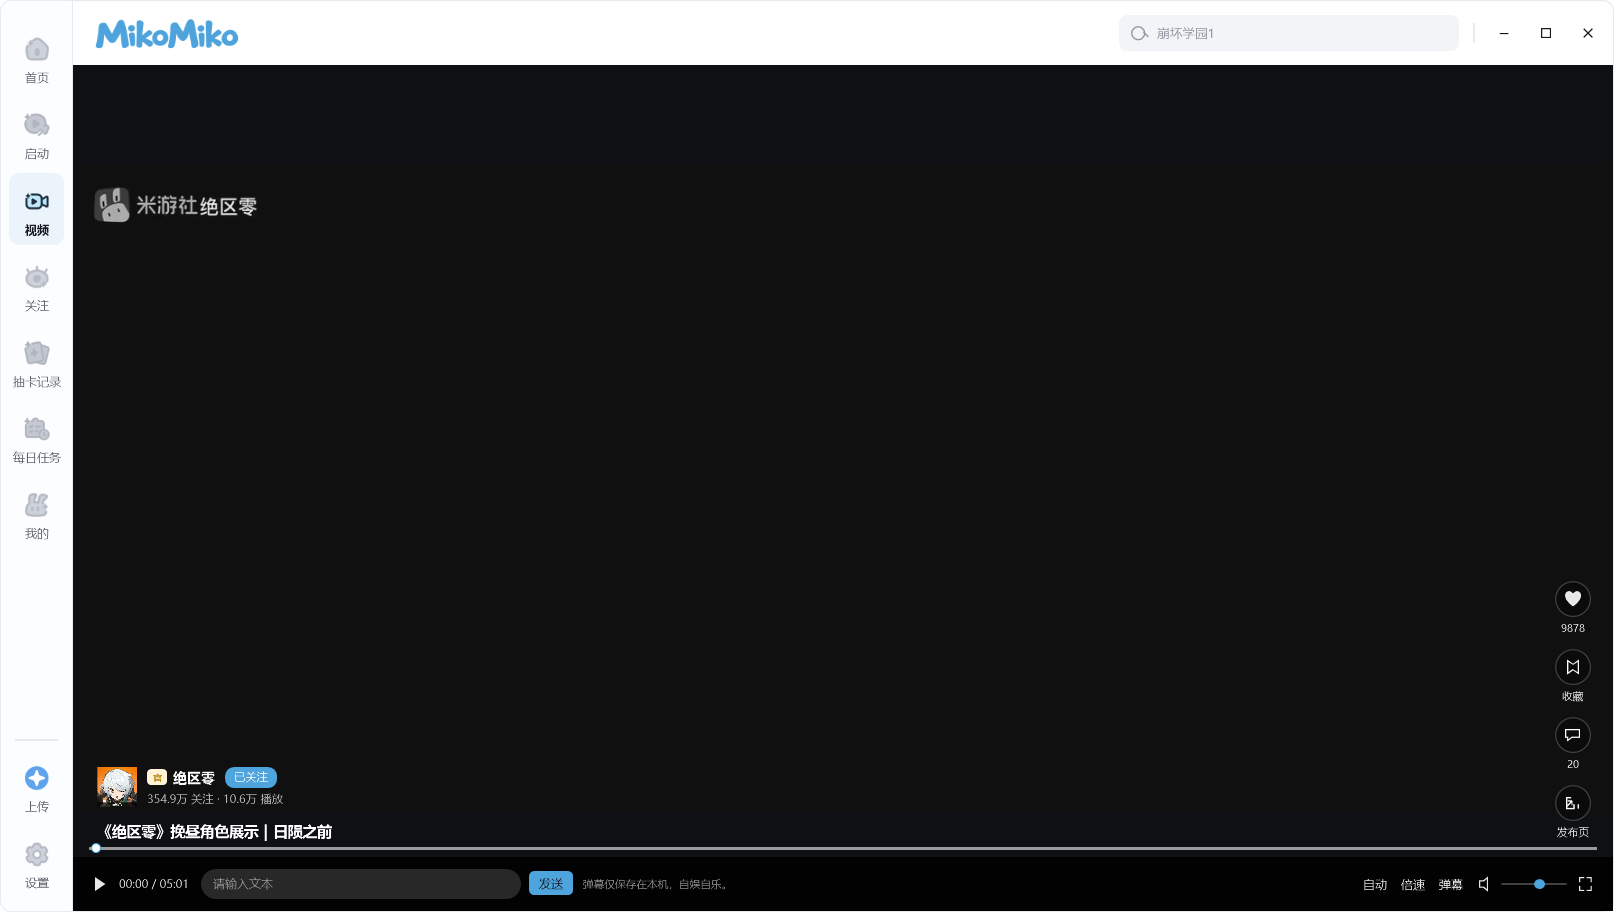 MikoMiko
崩坏学园1
首页
启动
视频
关注
抽卡记录
每日任务
我的
上传
设置
米游社绝区零
9878
收藏
20
发布页
绝区零 已关注
354.9万 关注 · 10.6万 播放
《绝区零》挽昼角色展示 | 日陨之前
00:00 / 05:01 请输入文本 发送 弹幕仅保存在本机，自娱自乐。 自动 倍速 弹幕